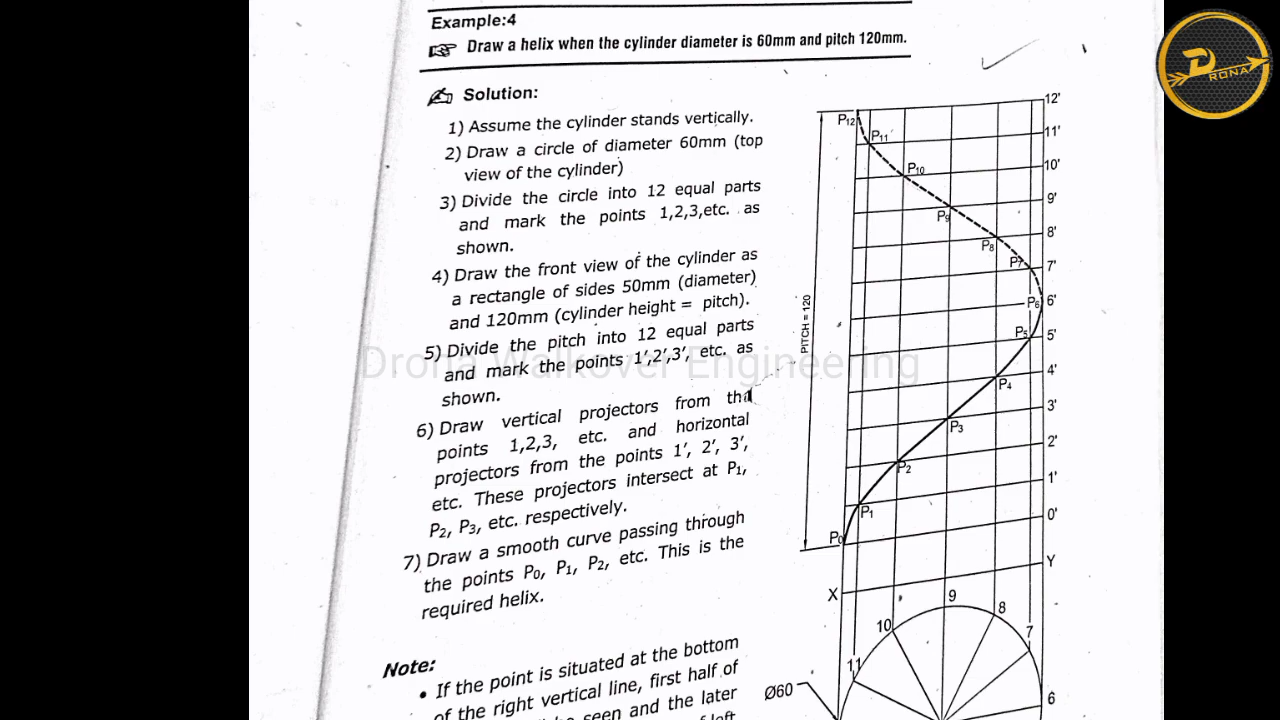 Example:4
Draw a helix when the cylinder diameter is 60mm and pitch 120mm.
Solution:
1) Assume the cylinder stands vertically.
2) Draw a circle of diameter 60mm (top
view of the cylinder)
3) Divide the circle into 12 equal parts
and mark the points 1,2,3,etc. as
shown.
4) Draw the front view of the cylinder as
a rectangle of sides 50mm (diameter)
and 120mm (cylinder height = pitch).
5) Divide the pitch into 12 equal parts
and mark the points 1',2',3', etc. as
shown.
6) Draw vertical projectors from the
points 1,2,3, etc. and horizontal
projectors from the points 1', 2', 3',
etc. These projectors intersect at P1,
P2, P3, etc. respectively.
7) Draw a smooth curve passing through
the points P0, P1, P2, etc. This is the
required helix.
Note:
• If the point is situated at the bottom
of the right vertical line, first half of
seen and the later
P12
P11
P10
P9
P8
P7
P6
P5
P4
P3
P2
P1
P0
12'
11'
10'
9'
8'
7'
6'
5'
4'
3'
2'
1'
0'
PITCH = 120
X
Y
9
8
10
7
11
6
Ø60
Drona Walkover Engineering
DRONA